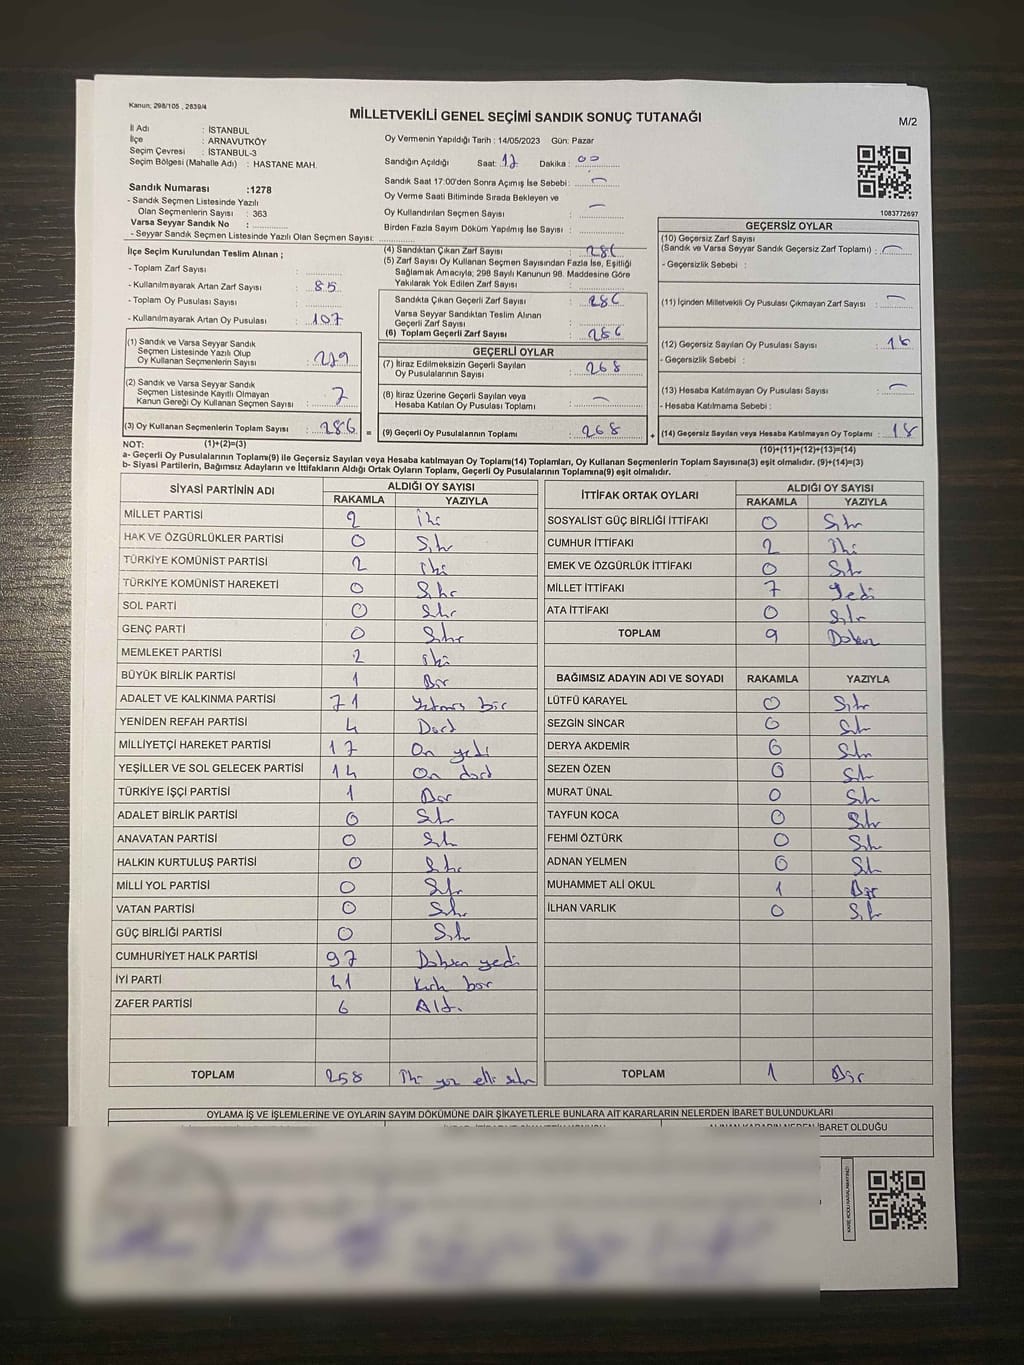 Kanun: 298/105 , 2839/4
MİLLETVEKİLİ GENEL SEÇİMİ SANDIK SONUÇ TUTANAĞI
M/2
İl Adı : İSTANBUL
İlçe : ARNAVUTKÖY
Seçim Çevresi : İSTANBUL-3
Seçim Bölgesi (Mahalle Adı) : HASTANE MAH.
Sandık Numarası :1278
- Sandık Seçmen Listesinde Yazılı
Olan Seçmenlerin Sayısı : 363
Varsa Seyyar Sandık No :
- Seyyar Sandık Seçmen Listesinde Yazılı Olan Seçmen Sayısı:
Oy Vermenin Yapıldığı Tarih : 14/05/2023 Gün: Pazar
Sandığın Açıldığı Saat: 17 Dakika : 00
Sandık Saat 17:00'den Sonra Açımış İse Sebebi : —
Oy Verme Saati Bitiminde Sırada Bekleyen ve
Oy Kullandırılan Seçmen Sayısı : —
Birden Fazla Sayım Döküm Yapılmış İse Sayısı :
1083772697
İlçe Seçim Kurulundan Teslim Alınan ;
- Toplam Zarf Sayısı :
- Kullanılmayarak Artan Zarf Sayısı : 85
- Toplam Oy Pusulası Sayısı :
- Kullanılmayarak Artan Oy Pusulası : 107
(1) Sandık ve Varsa Seyyar Sandık
Seçmen Listesinde Yazılı Olup
Oy Kullanan Seçmenlerin Sayısı : 279
(2) Sandık ve Varsa Seyyar Sandık
Seçmen Listesinde Kayıtlı Olmayan
Kanun Gereği Oy Kullanan Seçmen Sayısı : 7
(3) Oy Kullanan Seçmenlerin Toplam Sayısı : 286 =
(4) Sandıktan Çıkan Zarf Sayısı : 286
(5) Zarf Sayısı Oy Kullanan Seçmen Sayısından Fazla İse, Eşitliği
Sağlamak Amacıyla; 298 Sayılı Kanunun 98. Maddesine Göre
Yakılarak Yok Edilen Zarf Sayısı :
Sandıkta Çıkan Geçerli Zarf Sayısı : 286
Varsa Seyyar Sandıktan Teslim Alınan
Geçerli Zarf Sayısı :
(6) Toplam Geçerli Zarf Sayısı : 286
GEÇERLİ OYLAR
(7) İtiraz Edilmeksizin Geçerli Sayılan
Oy Pusulalarının Sayısı : 268
(8) İtiraz Üzerine Geçerli Sayılan veya
Hesaba Katılan Oy Pusulası Toplamı : —
(9) Geçerli Oy Pusulalarının Toplamı : 268 +
GEÇERSİZ OYLAR
(10) Geçersiz Zarf Sayısı
(Sandık ve Varsa Seyyar Sandık Geçersiz Zarf Toplamı) : —
- Geçersizlik Sebebi :
(11) İçinden Milletvekili Oy Pusulası Çıkmayan Zarf Sayısı : —
(12) Geçersiz Sayılan Oy Pusulası Sayısı : 18
- Geçersizlik Sebebi :
(13) Hesaba Katılmayan Oy Pusulası Sayısı : —
- Hesaba Katılmama Sebebi :
(14) Geçersiz Sayılan veya Hesaba Katılmayan Oy Toplamı : 18
NOT: (1)+(2)=(3)
(10)+(11)+(12)+(13)=(14)
a- Geçerli Oy Pusulalarının Toplamı(9) ile Geçersiz Sayılan veya Hesaba katılmayan Oy Toplamı(14) Toplamları, Oy Kullanan Seçmenlerin Toplam Sayısına(3) eşit olmalıdır. (9)+(14)=(3)
b- Siyasi Partilerin, Bağımsız Adayların ve İttifakların Aldığı Ortak Oyların Toplamı, Geçerli Oy Pusulalarının Toplamına(9) eşit olmalıdır.
SİYASİ PARTİNİN ADI ALDIĞI OY SAYISI
RAKAMLA YAZIYLA
MİLLET PARTİSİ 2 İki
HAK VE ÖZGÜRLÜKLER PARTİSİ 0 Sıfır
TÜRKİYE KOMÜNİST PARTİSİ 2 iki
TÜRKİYE KOMÜNİST HAREKETİ 0 Sıfır
SOL PARTİ 0 Sıfır
GENÇ PARTİ 0 Sıfır
MEMLEKET PARTİSİ 2 iki
BÜYÜK BİRLİK PARTİSİ 1 Bir
ADALET VE KALKINMA PARTİSİ 71 Yetmiş bir
YENİDEN REFAH PARTİSİ 4 Dört
MİLLİYETÇİ HAREKET PARTİSİ 17 On yedi
YEŞİLLER VE SOL GELECEK PARTİSİ 14 On dört
TÜRKİYE İŞÇİ PARTİSİ 1 Bir
ADALET BİRLİK PARTİSİ 0 Sıfır
ANAVATAN PARTİSİ 0 Sıfır
HALKIN KURTULUŞ PARTİSİ 0 Sıfır
MİLLİ YOL PARTİSİ 0 Sıfır
VATAN PARTİSİ 0 Sıfır
GÜÇ BİRLİĞİ PARTİSİ 0 Sıfır
CUMHURİYET HALK PARTİSİ 97 Doksan yedi
İYİ PARTİ 41 Kırk bir
ZAFER PARTİSİ 6 Altı
TOPLAM 258 İki yüz elli sekiz
İTTİFAK ORTAK OYLARI ALDIĞI OY SAYISI
RAKAMLA YAZIYLA
SOSYALİST GÜÇ BİRLİĞİ İTTİFAKI 0 Sıfır
CUMHUR İTTİFAKI 2 İki
EMEK VE ÖZGÜRLÜK İTTİFAKI 0 Sıfır
MİLLET İTTİFAKI 7 Yedi
ATA İTTİFAKI 0 Sıfır
TOPLAM 9 Dokuz
BAĞIMSIZ ADAYIN ADI VE SOYADI RAKAMLA YAZIYLA
LÜTFÜ KARAYEL 0 Sıfır
SEZGİN SİNCAR 0 Sıfır
DERYA AKDEMİR 0 Sıfır
SEZEN ÖZEN 0 Sıfır
MURAT ÜNAL 0 Sıfır
TAYFUN KOCA 0 Sıfır
FEHMİ ÖZTÜRK 0 Sıfır
ADNAN YELMEN 0 Sıfır
MUHAMMET ALİ OKUL 1 Bir
İLHAN VARLIK 0 Sıfır
TOPLAM 1 Bir
OYLAMA İŞ VE İŞLEMLERİNE VE OYLARIN SAYIM DÖKÜMÜNE DAİR ŞİKAYETLERLE BUNLARA AİT KARARLARIN NELERDEN İBARET BULUNDUKLARI
İBARET OLDUĞU